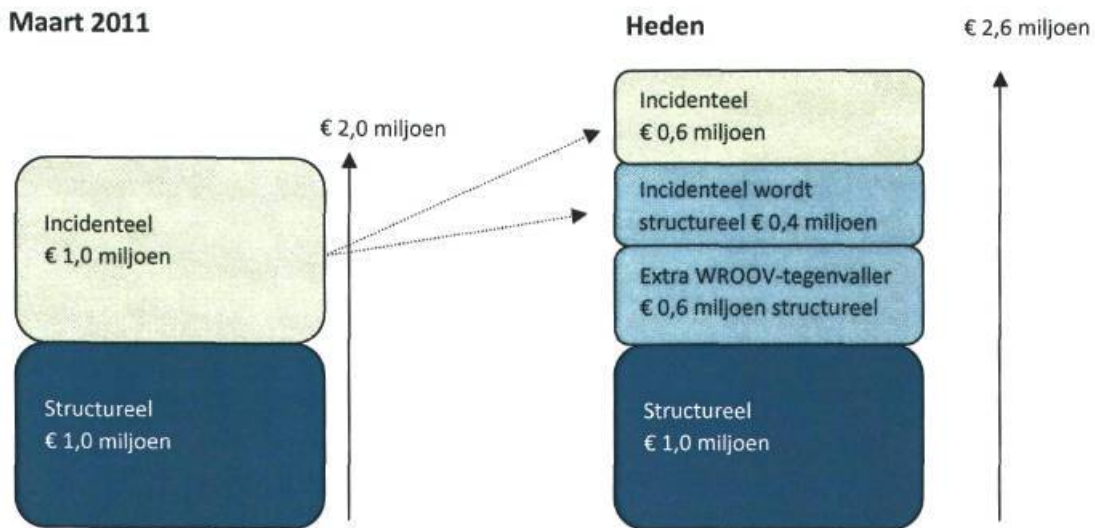 Maart 2011
€ 2,0 miljoen
Incidenteel
€ 1,0 miljoen
Structureel
€ 1,0 miljoen
Heden
€ 2,6 miljoen
Incidenteel
€ 0,6 miljoen
Incidenteel wordt
structureel € 0,4 miljoen
Extra WROOV-tegenvaller
€ 0,6 miljoen structureel
Structureel
€ 1,0 miljoen